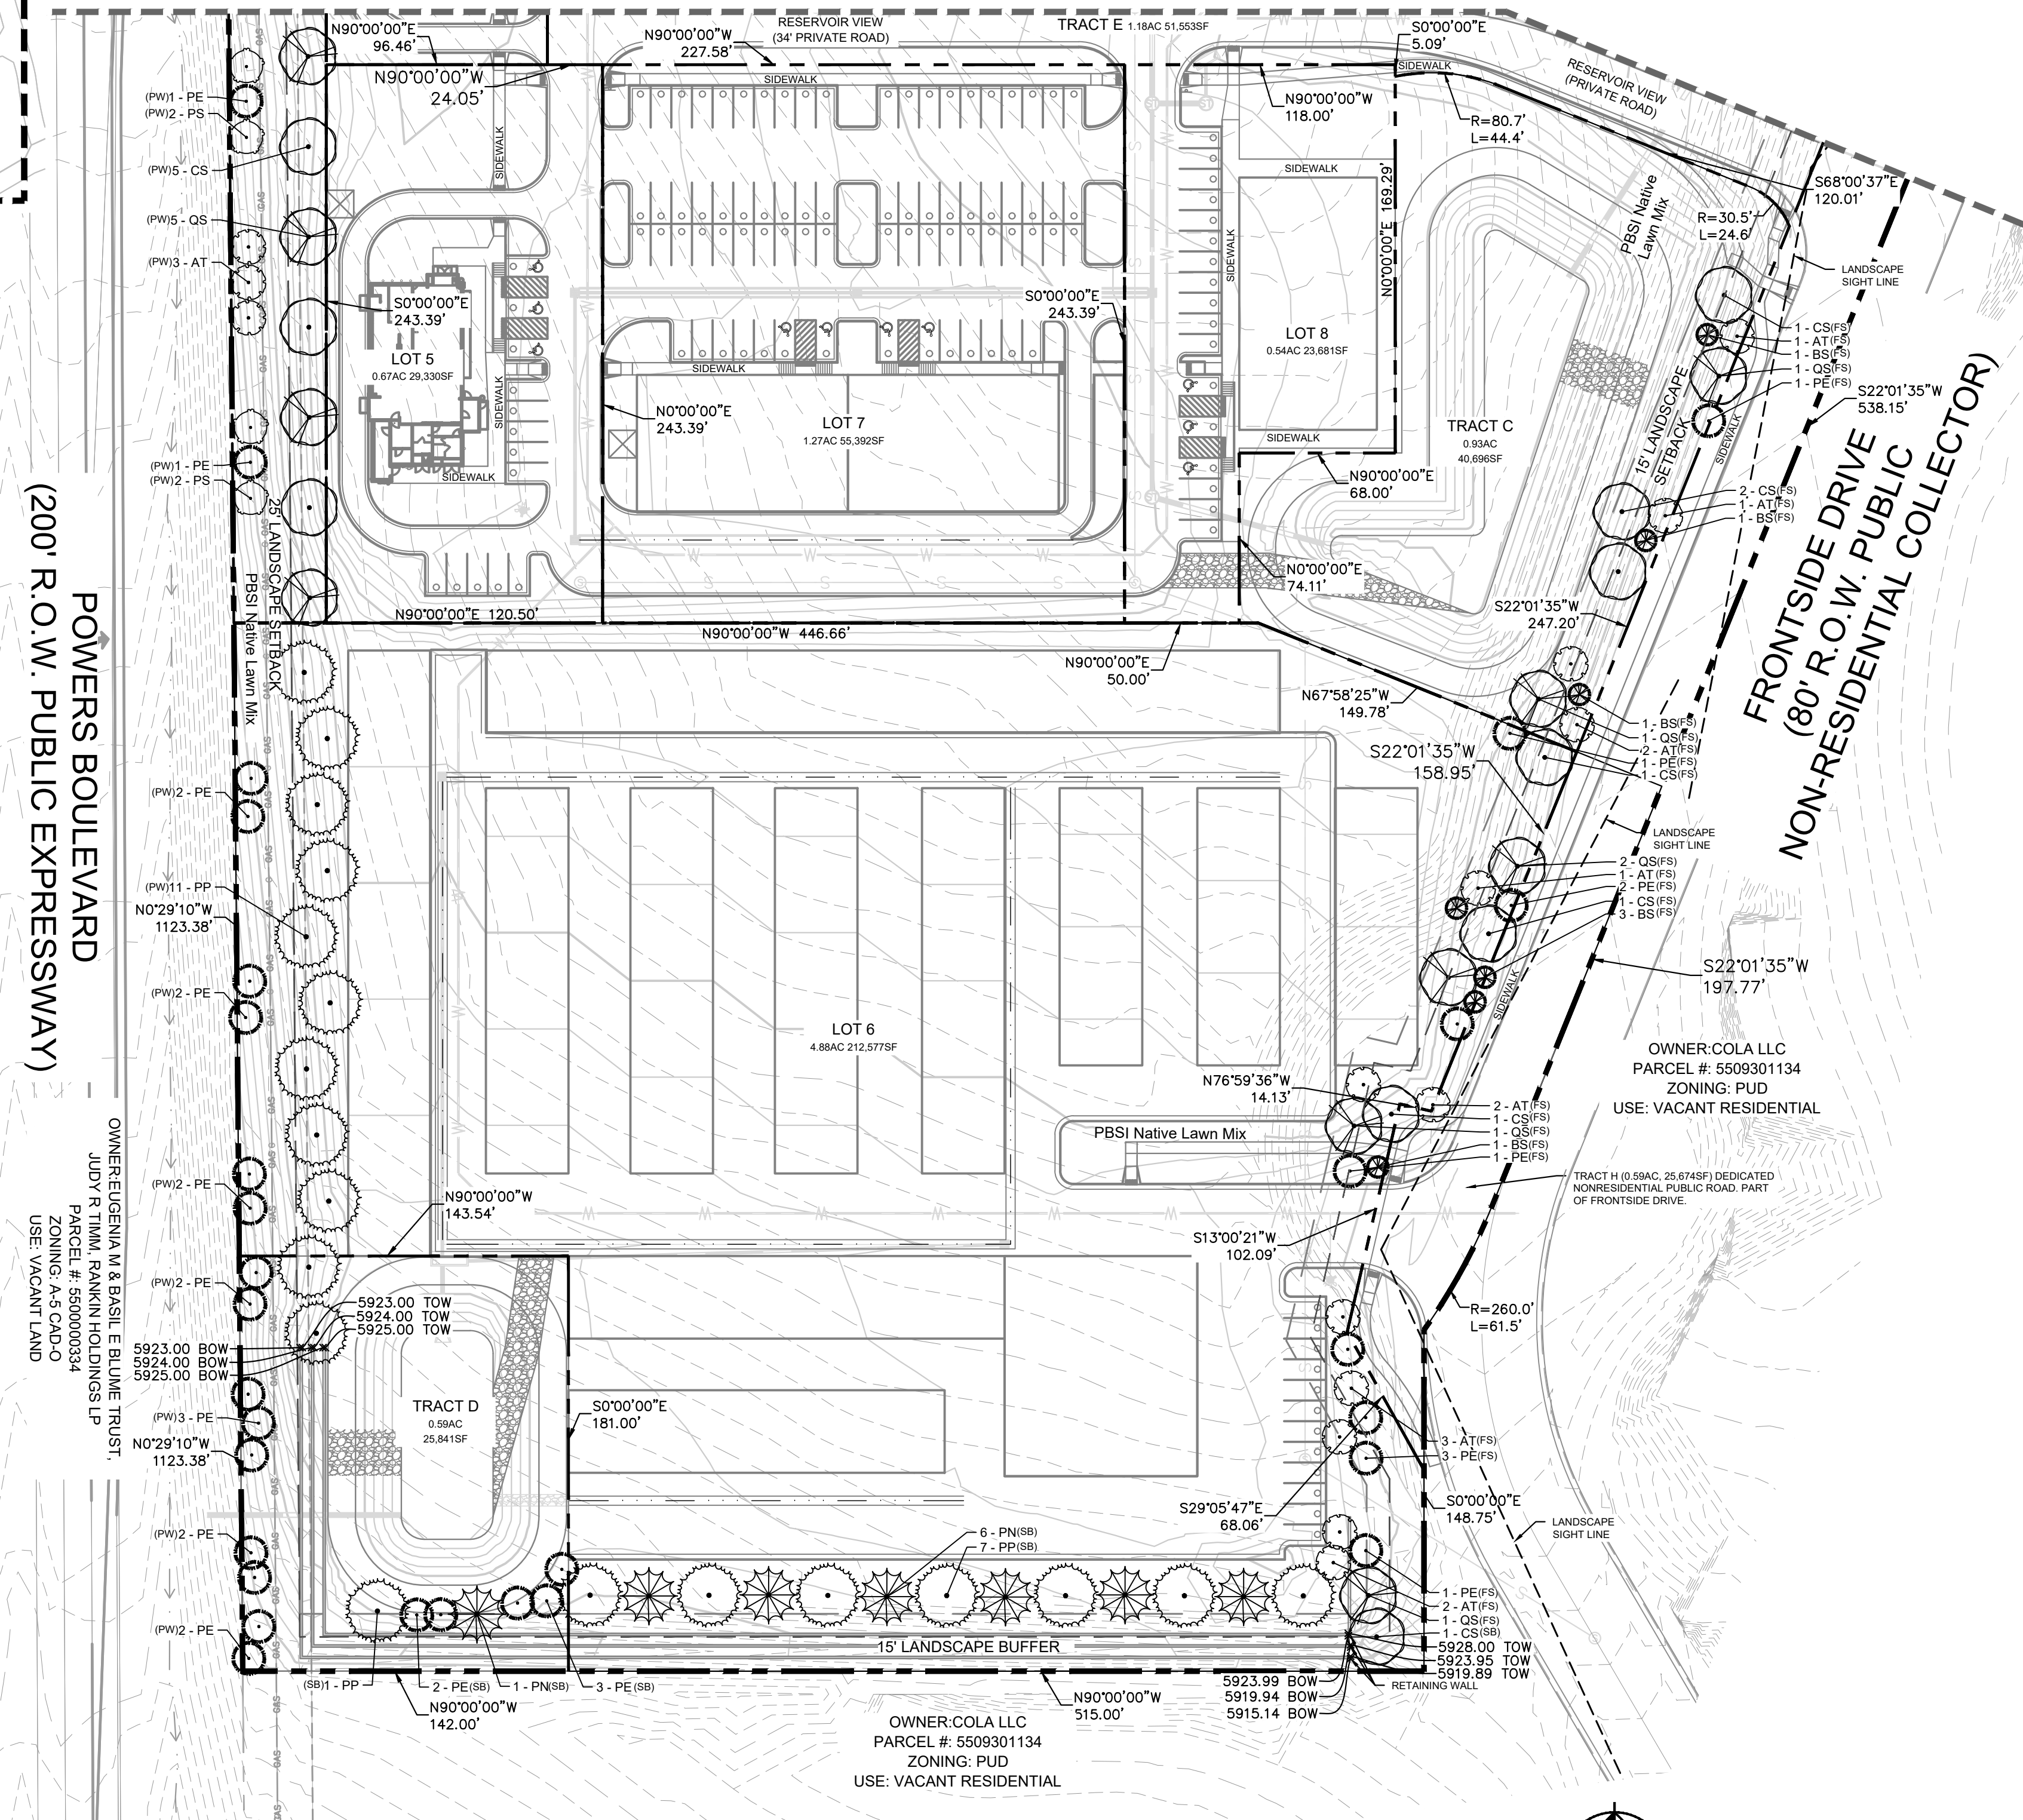 N90°00'00"E
96.46'
N90°00'00"W
24.05'
N90°00'00"W
227.58'
RESERVOIR VIEW
(34' PRIVATE ROAD)
TRACT E 1.18AC 51,553SF
S0°00'00"E
5.09'
SIDEWALK
SIDEWALK
RESERVOIR VIEW
(PRIVATE ROAD)
N90°00'00"W
118.00'
R=80.7'
L=44.4'
(PW)1 - PE
(PW)2 - PS
(PW)5 - CS
(PW)5 - QS
(PW)3 - AT
(PW)1 - PE
(PW)2 - PS
SIDEWALK
SIDEWALK
SIDEWALK
N0°00'00"E 169.29'
PBSI Native
Lawn Mix
S68°00'37"E
120.01'
R=30.5'
L=24.6'
LANDSCAPE
SIGHT LINE
S0°00'00"E
243.39'
LOT 5
0.67AC 29,330SF
SIDEWALK
SIDEWALK
S0°00'00"E
243.39'
SIDEWALK
N0°00'00"E
243.39'
LOT 7
1.27AC 55,392SF
LOT 8
0.54AC 23,681SF
SIDEWALK
N90°00'00"E
68.00'
TRACT C
0.93AC
40,696SF
15' LANDSCAPE
SETBACK
SIDEWALK
1 - CS(FS)
1 - AT(FS)
1 - BS(FS)
1 - QS(FS)
1 - PE(FS)
S22°01'35"W
538.15'
2 - CS(FS)
1 - AT(FS)
1 - BS(FS)
FRONTSIDE DRIVE
(80' R.O.W. PUBLIC
NON-RESIDENTIAL COLLECTOR)
N0°00'00"E
74.11'
S22°01'35"W
247.20'
25' LANDSCAPE SETBACK
PBSI Native Lawn Mix
POWERS BOULEVARD
(200' R.O.W. PUBLIC EXPRESSWAY)
N90°00'00"E 120.50'
N90°00'00"W 446.66'
N90°00'00"E
50.00'
N67°58'25"W
149.78'
S22°01'35"W
158.95'
1 - BS(FS)
1 - QS(FS)
2 - AT(FS)
1 - PE(FS)
1 - CS(FS)
LANDSCAPE
SIGHT LINE
2 - QS(FS)
1 - AT(FS)
2 - PE(FS)
1 - CS(FS)
3 - BS(FS)
(PW)2 - PE
(PW)11 - PP
N0°29'10"W
1123.38'
(PW)2 - PE
LOT 6
4.88AC 212,577SF
S22°01'35"W
197.77'
SIDEWALK
OWNER:COLA LLC
PARCEL #: 5509301134
ZONING: PUD
USE: VACANT RESIDENTIAL
N76°59'36"W
14.13'
PBSI Native Lawn Mix
2 - AT(FS)
1 - CS(FS)
1 - QS(FS)
1 - BS(FS)
1 - PE(FS)
TRACT H (0.59AC, 25,674SF) DEDICATED
NONRESIDENTIAL PUBLIC ROAD. PART
OF FRONTSIDE DRIVE.
OWNER:EUGENIA M & BASIL E BLUME TRUST,
JUDY R TIMM, RANKIN HOLDINGS LP
PARCEL #: 5500000334
ZONING: A-5 CAD-O
USE: VACANT LAND
(PW)2 - PE
N90°00'00"W
143.54'
S13°00'21"W
102.09'
(PW)2 - PE
5923.00 TOW
5924.00 TOW
5925.00 TOW
5923.00 BOW
5924.00 BOW
5925.00 BOW
R=260.0'
L=61.5'
TRACT D
0.59AC
25,841SF
S0°00'00"E
181.00'
(PW)3 - PE
N0°29'10"W
1123.38'
3 - AT(FS)
3 - PE(FS)
S29°05'47"E
68.06'
S0°00'00"E
148.75'
LANDSCAPE
SIGHT LINE
(PW)2 - PE
6 - PN(SB)
7 - PP(SB)
1 - PE(FS)
2 - AT(FS)
1 - QS(FS)
1 - CS(SB)
(PW)2 - PE
15' LANDSCAPE BUFFER
5928.00 TOW
5923.95 TOW
5919.89 TOW
RETAINING WALL
5923.99 BOW
5919.94 BOW
5915.14 BOW
(SB)1 - PP
2 - PE(SB)
1 - PN(SB)
3 - PE(SB)
N90°00'00"W
142.00'
N90°00'00"W
515.00'
OWNER:COLA LLC
PARCEL #: 5509301134
ZONING: PUD
USE: VACANT RESIDENTIAL